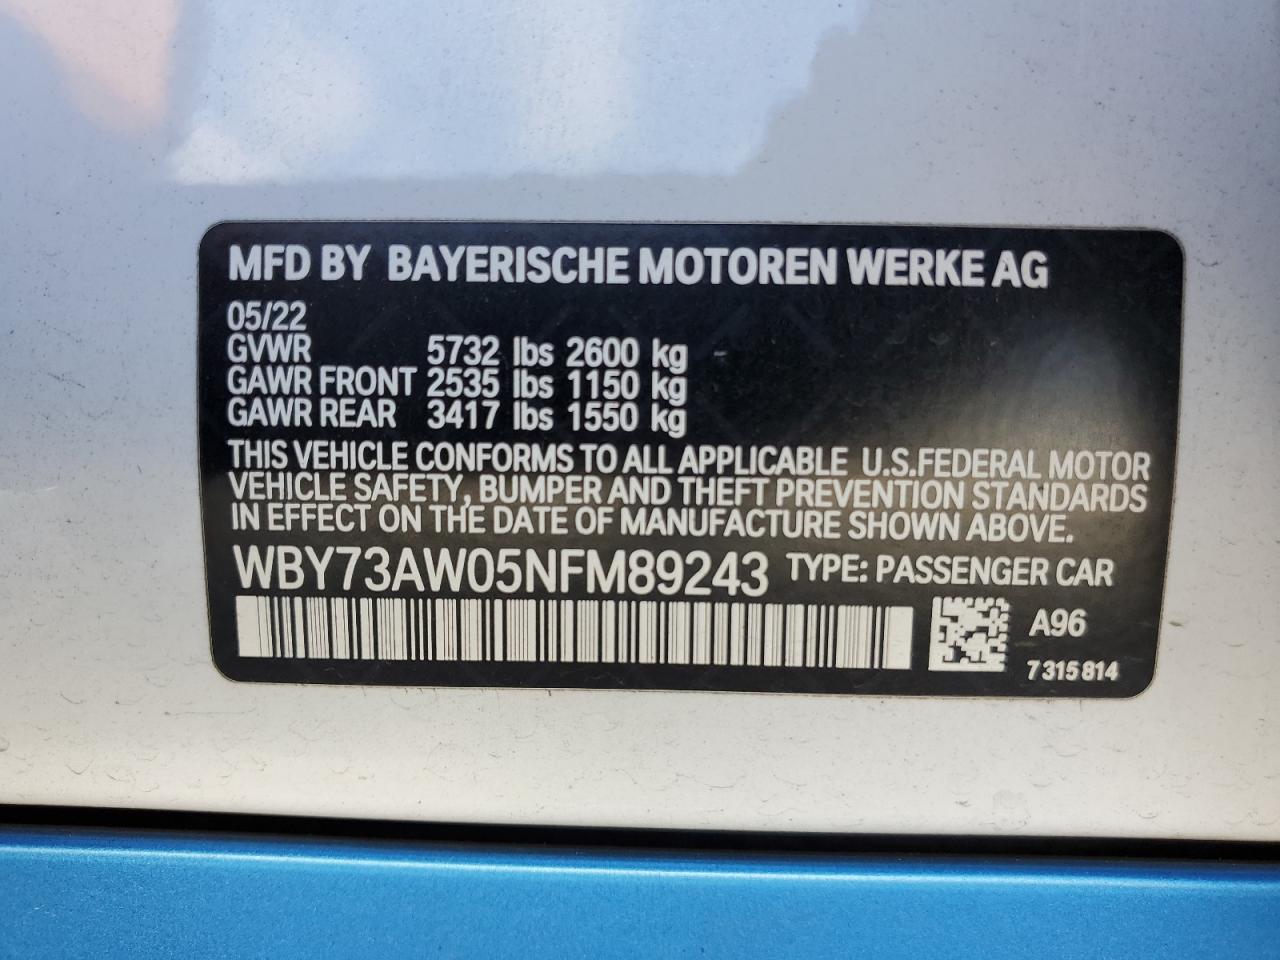 MFD BY BAYERISCHE MOTOREN WERKE AG
05/22
GVWR 5732 lbs 2600 kg
GAWR FRONT 2535 lbs 1150 kg
GAWR REAR 3417 lbs 1550 kg
THIS VEHICLE CONFORMS TO ALL APPLICABLE U.S.FEDERAL MOTOR
VEHICLE SAFETY, BUMPER AND THEFT PREVENTION STANDARDS
IN EFFECT ON THE DATE OF MANUFACTURE SHOWN ABOVE.
WBY73AW05NFM89243 TYPE: PASSENGER CAR
A96
7 315 814